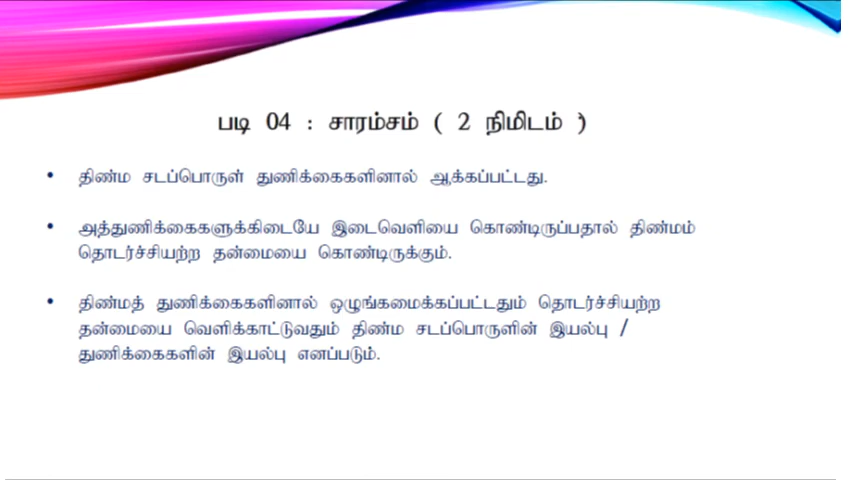 படி 04 : சாரம்சம் ( 2 நிமிடம் )
• திண்ம சடப்பொருள் துணிக்கைகளினால் ஆக்கப்பட்டது.
• அத்துணிக்கைகளுக்கிடையே இடைவெளியை கொண்டிருப்பதால் திண்மம்
தொடர்ச்சியற்ற தன்மையை கொண்டிருக்கும்.
• திண்மத் துணிக்கைகளினால் ஒழுங்கமைக்கப்பட்டதும் தொடர்ச்சியற்ற
தன்மையை வெளிக்காட்டுவதும் திண்ம சடப்பொருளின் இயல்பு /
துணிக்கைகளின் இயல்பு எனப்படும்.